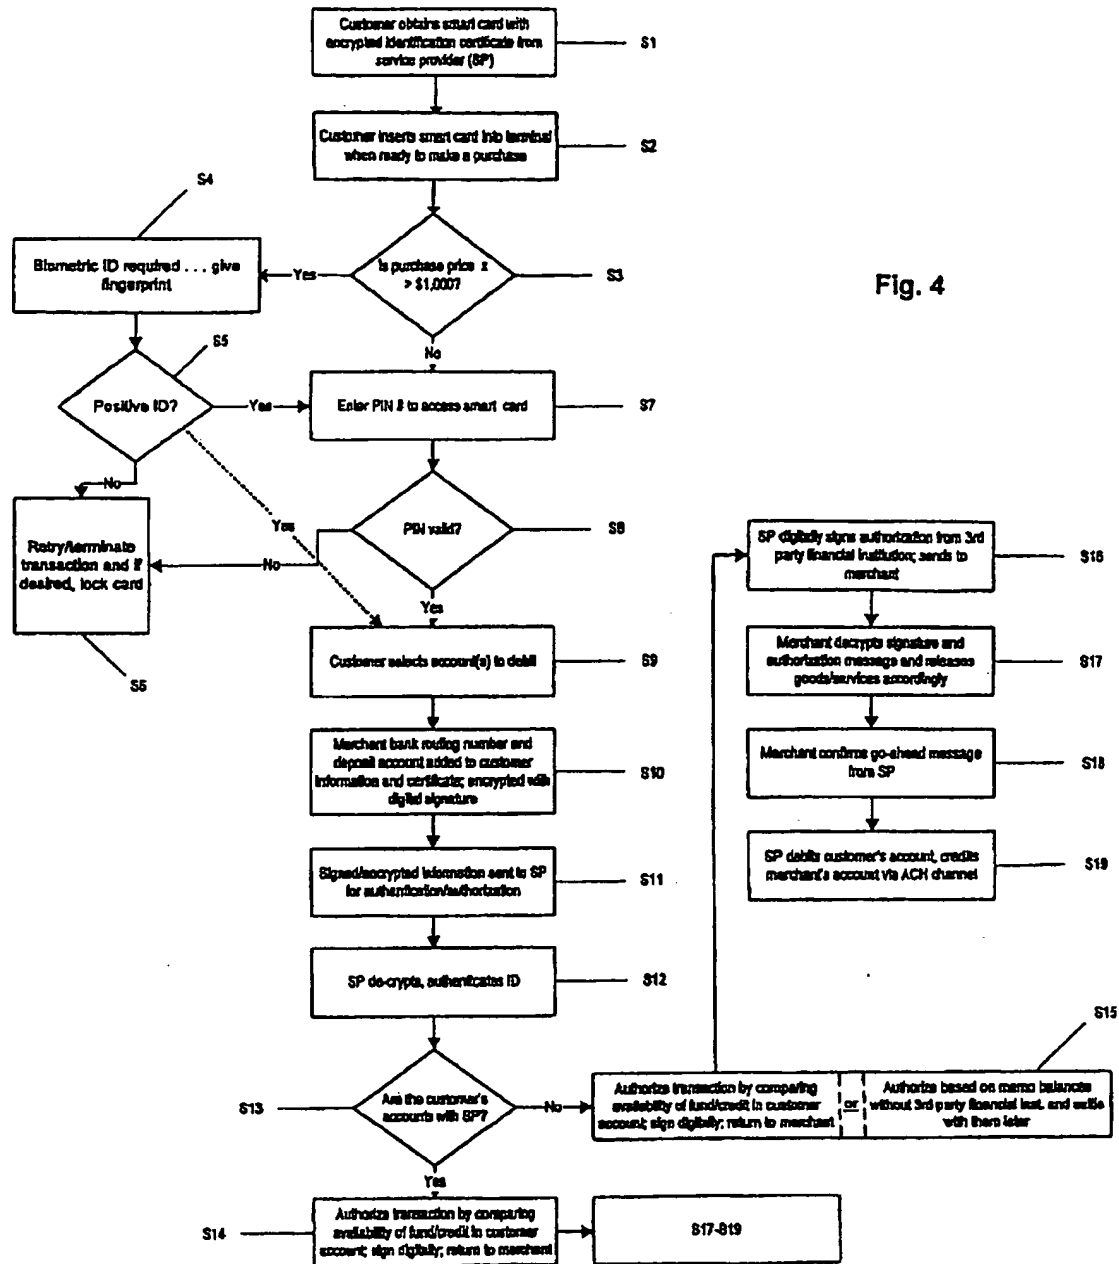 Customer obtains smart card with
encrypted identification certificate from
service provider (SP)
S1
Customer inserts smart card into terminal
when ready to make a purchase
S2
S4
Biometric ID required . . . give
fingerprint
Yes
Is purchase price x
> $1,000?
S3
Fig. 4
No
S5
Positive ID?
Yes
Enter PIN # to access smart card
S7
No
Yes
PIN valid?
S8
Retry/terminate
transaction and if
desired, lock card
No
Yes
S6
Customer selects account(s) to debit
S9
Merchant bank routing number and
deposit account added to customer
information and certificate; encrypted with
digital signature
S10
Signed/encrypted information sent to SP
for authentication/authorization
S11
SP de-crypts, authenticates ID
S12
S13
Are the customer's
accounts with SP?
No
Yes
S14
Authorize transaction by comparing
availability of fund/credit in customer
account; sign digitally; return to merchant
S17-S19
S15
Authorize transaction by comparing
availability of fund/credit in customer
account; sign digitally; return to merchant
or
Authorize based on memo balances
without 3rd party financial inst. and settle
with them later
SP digitally signs authorization from 3rd
party financial institution; sends to
merchant
S16
Merchant decrypts signature and
authorization message and releases
goods/services accordingly
S17
Merchant confirms go-ahead message
from SP
S18
SP debits customer's account, credits
merchant's account via ACH channel
S19